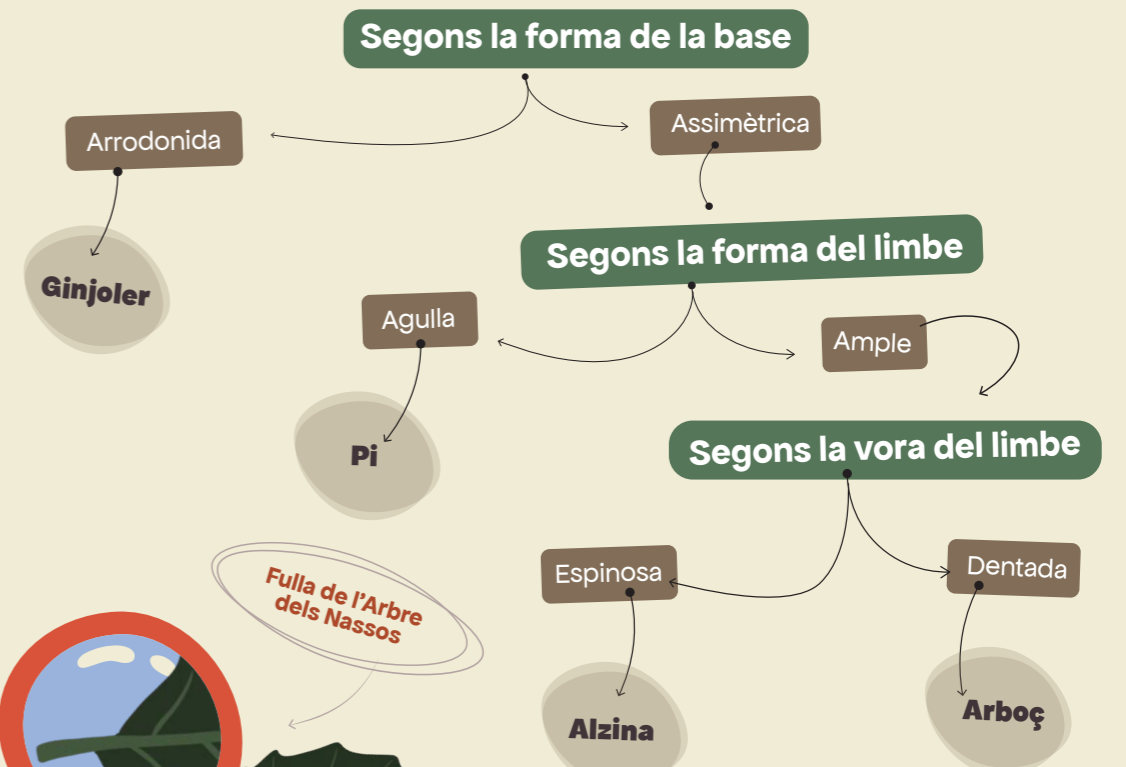 Segons la forma de la base
Arrodonida
Assimètrica
Ginjoler
Segons la forma del limbe
Agulla
Ample
Pi
Segons la vora del limbe
Espinosa
Dentada
Fulla de l'Arbre
dels Nassos
Alzina
Arboç